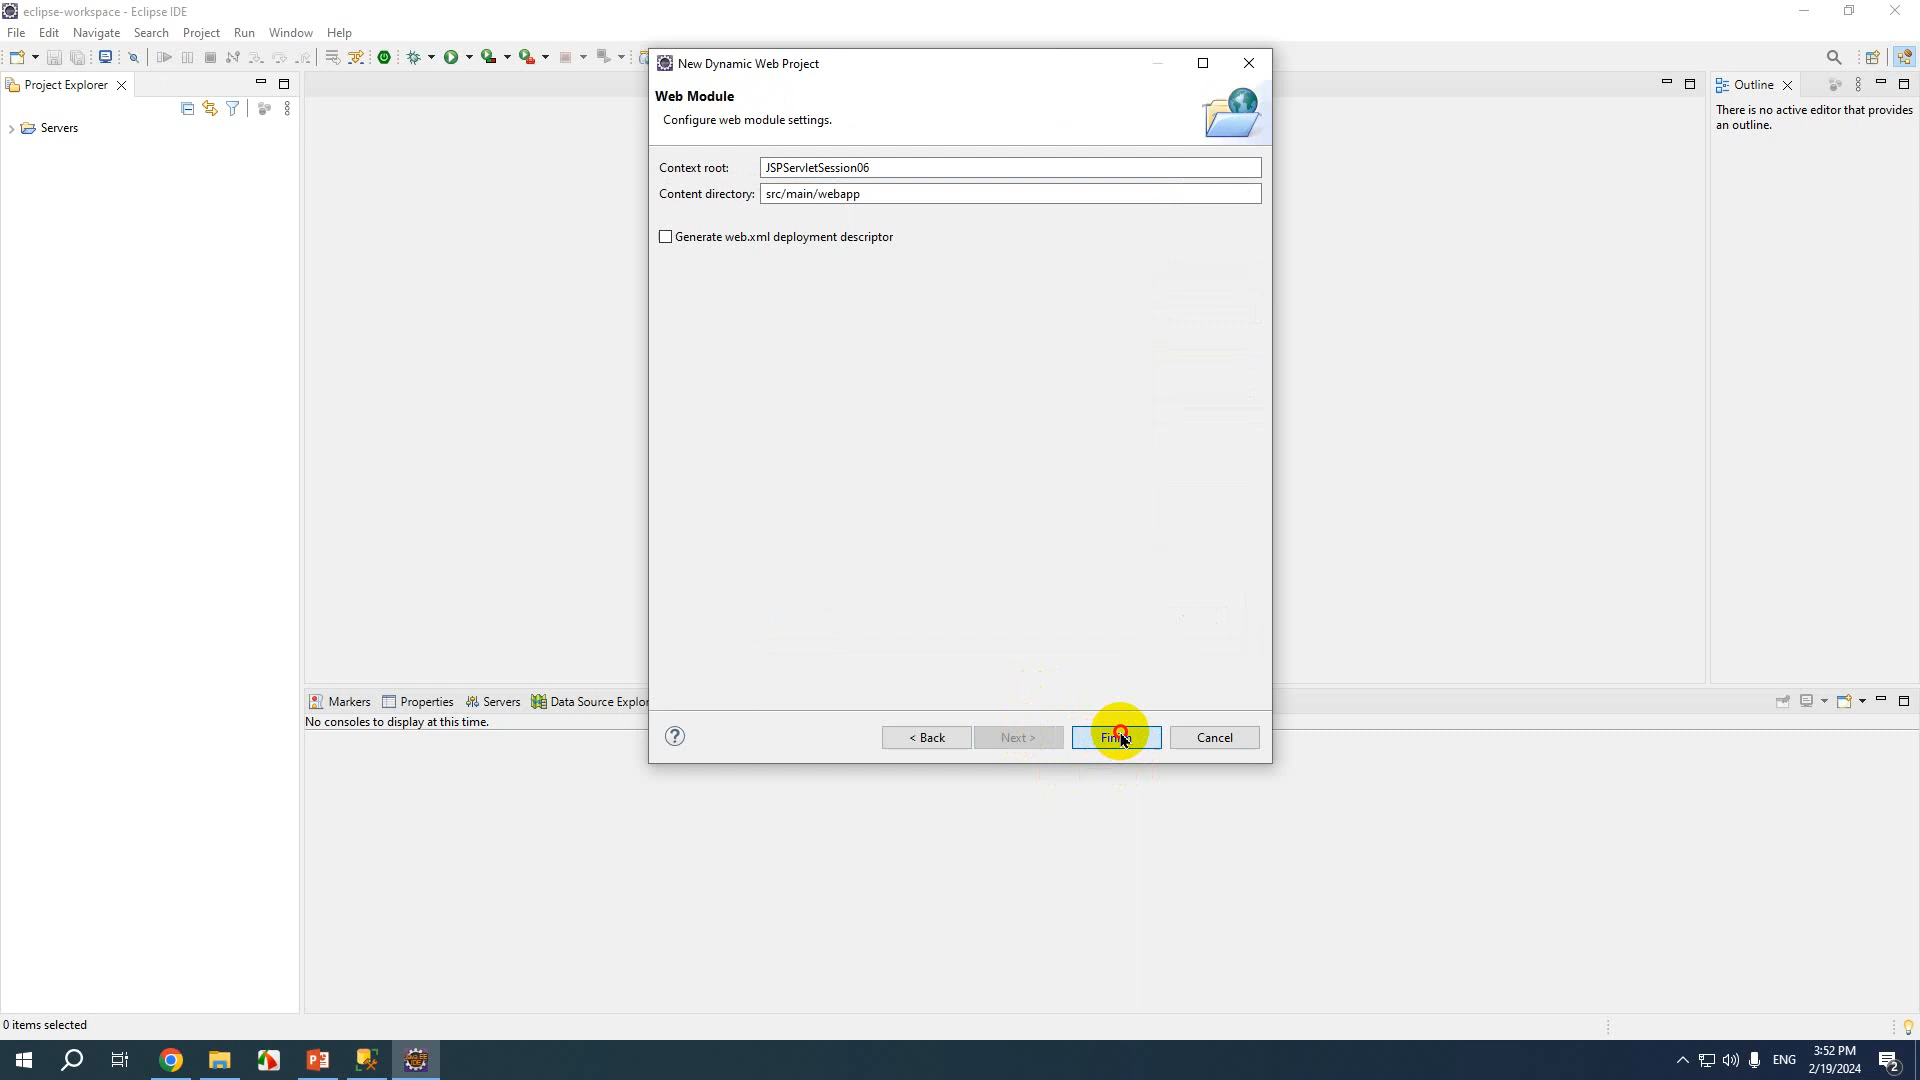 eclipse-workspace - Eclipse IDE
File Edit Navigate Search Project Run Window Help
Project Explorer
Servers
New Dynamic Web Project
Web Module
Configure web module settings.
Context root: JSPServletSession06
Content directory: src/main/webapp
Generate web.xml deployment descriptor
< Back Next > Finish Cancel
Outline
There is no active editor that provides
an outline.
Markers Properties Servers Data Source Explor
No consoles to display at this time.
0 items selected
ENG
3:52 PM
2/19/2024
2